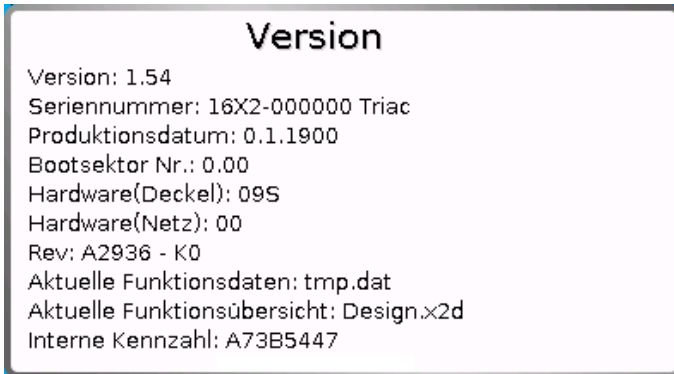 Version
Version: 1.54
Seriennummer: 16X2-000000 Triac
Produktionsdatum: 0.1.1900
Bootsektor Nr.: 0.00
Hardware(Deckel): 09S
Hardware(Netz): 00
Rev: A2936 - K0
Aktuelle Funktionsdaten: tmp.dat
Aktuelle Funktionsübersicht: Design.x2d
Interne Kennzahl: A73B5447